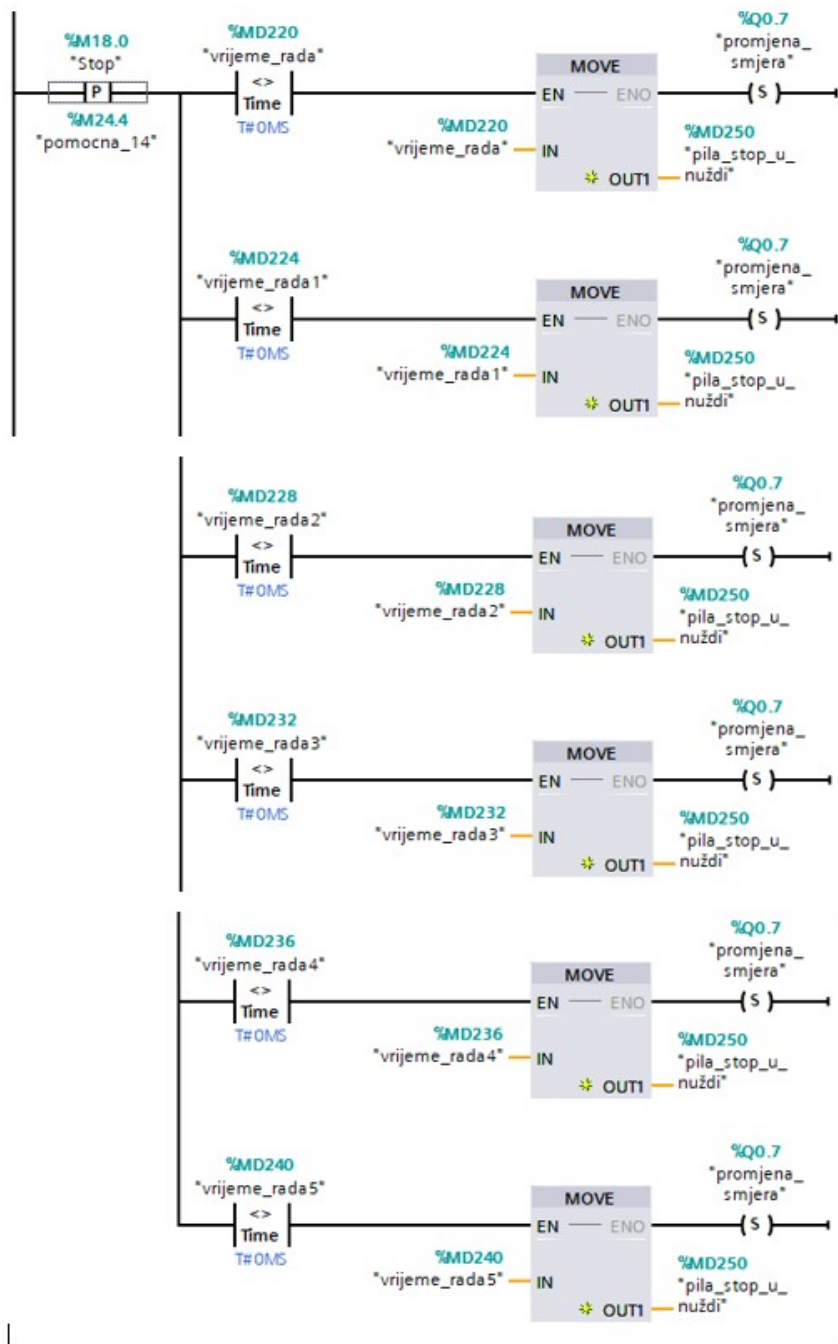 %M18.0
"Stop"
P
%M24.4
"pomocna_14"
%MD220
"vrijeme_rada"
<>
Time
T#0MS
MOVE
EN ENO
%MD220
"vrijeme_rada" IN
OUT1
%Q0.7
"promjena_
smjera"
S
%MD250
"pila_stop_u_
nuždi"
%MD224
"vrijeme_rada1"
<>
Time
T#0MS
MOVE
EN ENO
%MD224
"vrijeme_rada1" IN
OUT1
%Q0.7
"promjena_
smjera"
S
%MD250
"pila_stop_u_
nuždi"
%MD228
"vrijeme_rada2"
<>
Time
T#0MS
MOVE
EN ENO
%MD228
"vrijeme_rada2" IN
OUT1
%Q0.7
"promjena_
smjera"
S
%MD250
"pila_stop_u_
nuždi"
%MD232
"vrijeme_rada3"
<>
Time
T#0MS
MOVE
EN ENO
%MD232
"vrijeme_rada3" IN
OUT1
%Q0.7
"promjena_
smjera"
S
%MD250
"pila_stop_u_
nuždi"
%MD236
"vrijeme_rada4"
<>
Time
T#0MS
MOVE
EN ENO
%MD236
"vrijeme_rada4" IN
OUT1
%Q0.7
"promjena_
smjera"
S
%MD250
"pila_stop_u_
nuždi"
%MD240
"vrijeme_rada5"
<>
Time
T#0MS
MOVE
EN ENO
%MD240
"vrijeme_rada5" IN
OUT1
%Q0.7
"promjena_
smjera"
S
%MD250
"pila_stop_u_
nuždi"